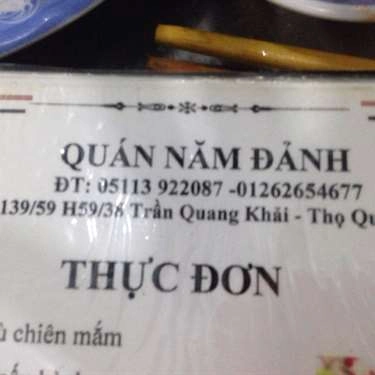 QUÁN NĂM ĐẢNH
ĐT: 05113 922087 -01262654677
139/59 H59/38 Trần Quang Khải - Thọ
THỰC ĐƠN
chiên mắm